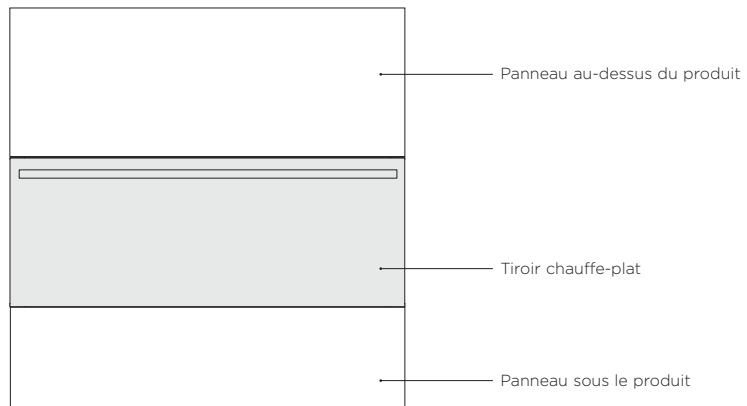 Panneau au-dessus du produit
Tiroir chauffe-plat
Panneau sous le produit